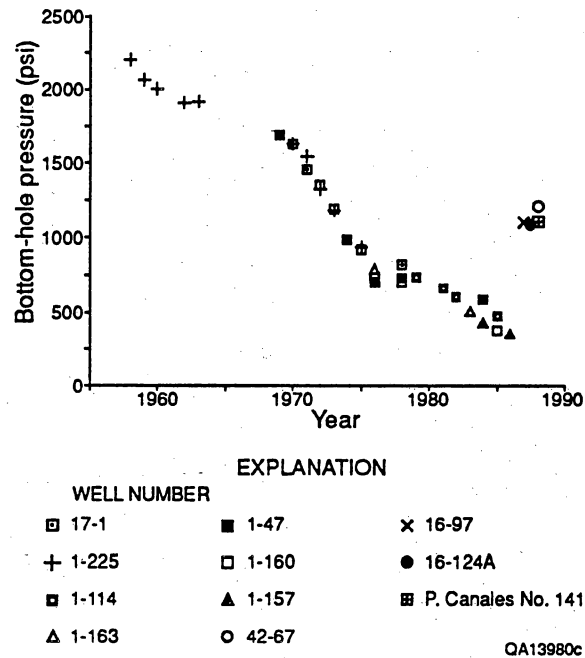 2500
2000
1500
1000
500
0
Bottom-hole pressure (psi)
1960 1970 1980 1990
Year
EXPLANATION
WELL NUMBER
17-1 1-47 16-97
1-225 1-160 16-124A
1-114 1-157 P. Canales No. 141
1-163 42-67
QA13980c